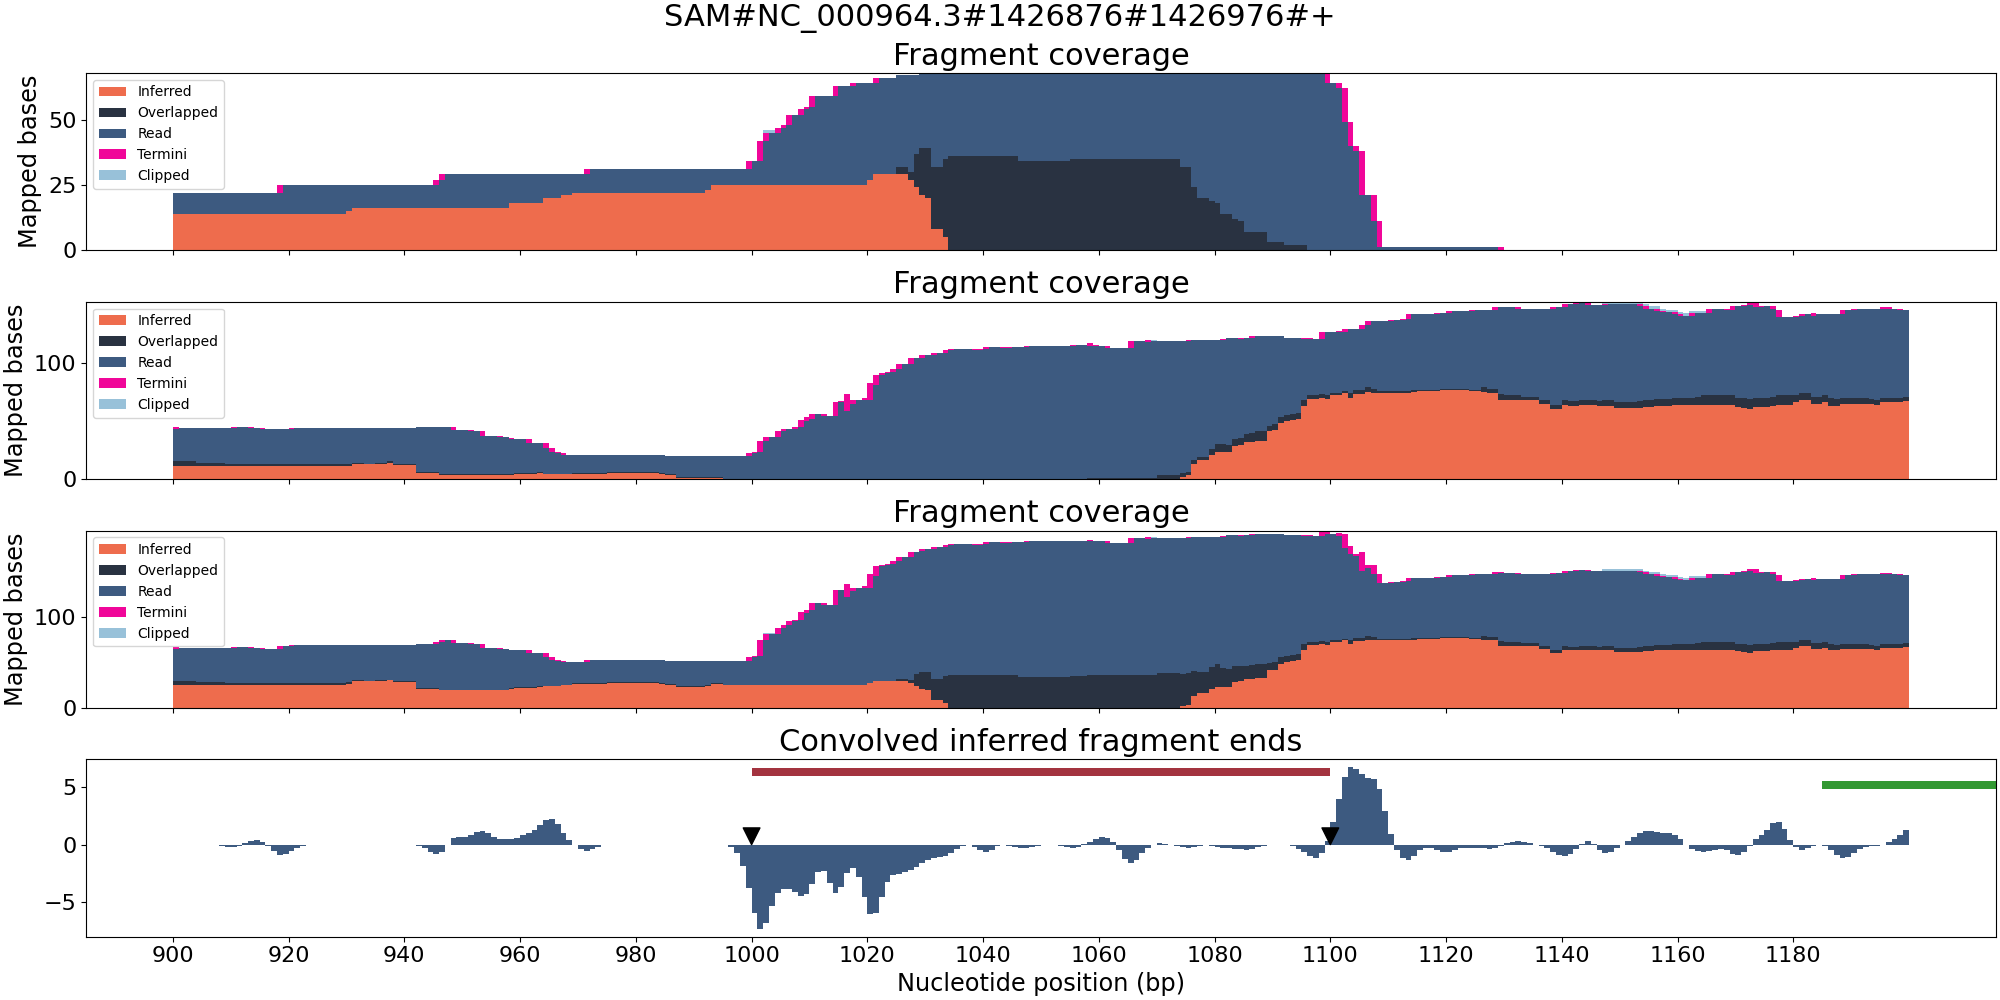 SAM#NC_000964.3#1426876#1426976#+
Fragment coverage
Mapped bases
50
25
0
Inferred
Overlapped
Read
Termini
Clipped
Fragment coverage
Mapped bases
100
0
Inferred
Overlapped
Read
Termini
Clipped
Fragment coverage
Mapped bases
100
0
Inferred
Overlapped
Read
Termini
Clipped
Convolved inferred fragment ends
5
0
−5
900 920 940 960 980 1000 1020 1040 1060 1080 1100 1120 1140 1160 1180
Nucleotide position (bp)